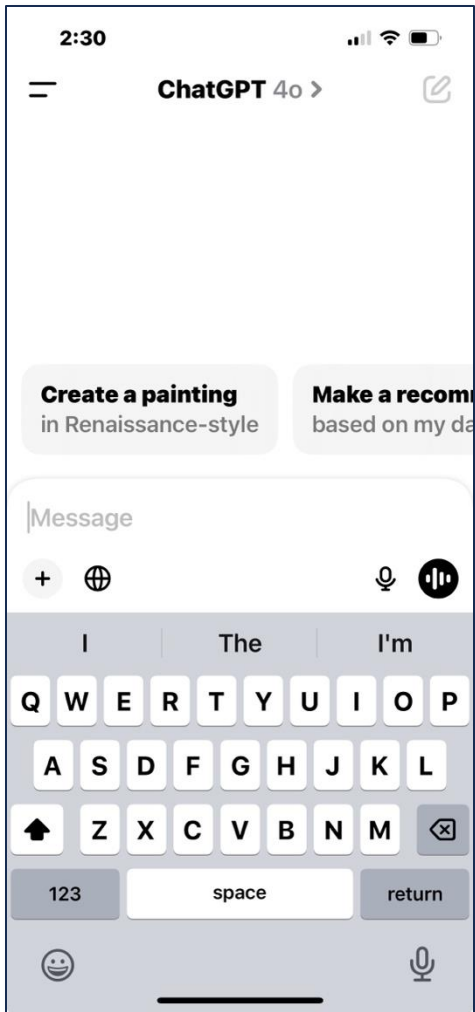 2:30
ChatGPT 4o >
Create a painting
in Renaissance-style
Make a recom
based on my da
Message
I The I'm
Q W E R T Y U I O P
A S D F G H J K L
Z X C V B N M
123 space return